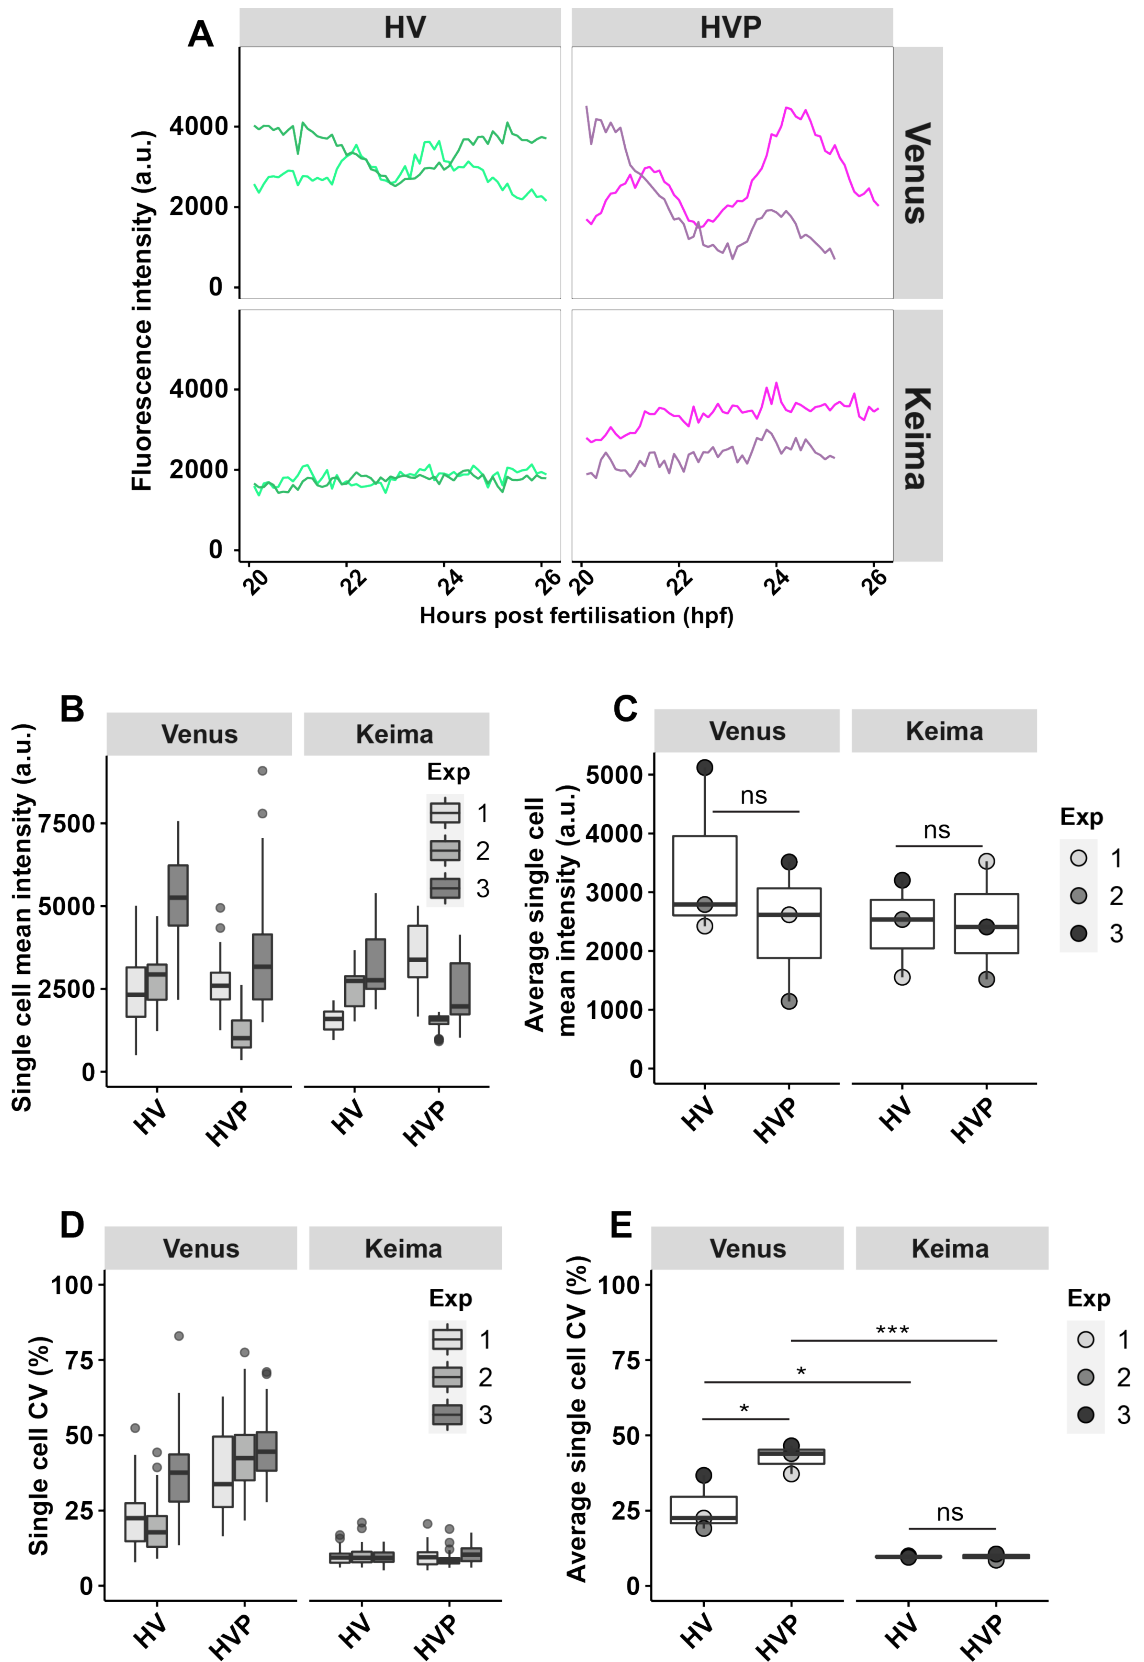 A
HV
HVP
Fluorescence intensity (a.u.)
4000
2000
0
Venus
4000
2000
0
Keima
20
22
24
26
20
22
24
26
Hours post fertilisation (hpf)
B
Venus
Keima
Single cell mean intensity (a.u.)
7500
5000
2500
0
Exp
1
2
3
HV
HVP
HV
HVP
C
Venus
Keima
Average single cell
mean intensity (a.u.)
5000
4000
3000
2000
1000
0
ns
ns
Exp
1
2
3
HV
HVP
HV
HVP
D
Venus
Keima
Single cell CV (%)
100
75
50
25
0
Exp
1
2
3
HV
HVP
HV
HVP
E
Venus
Keima
Average single cell CV (%)
100
75
50
25
0
***
*
*
ns
Exp
1
2
3
HV
HVP
HV
HVP